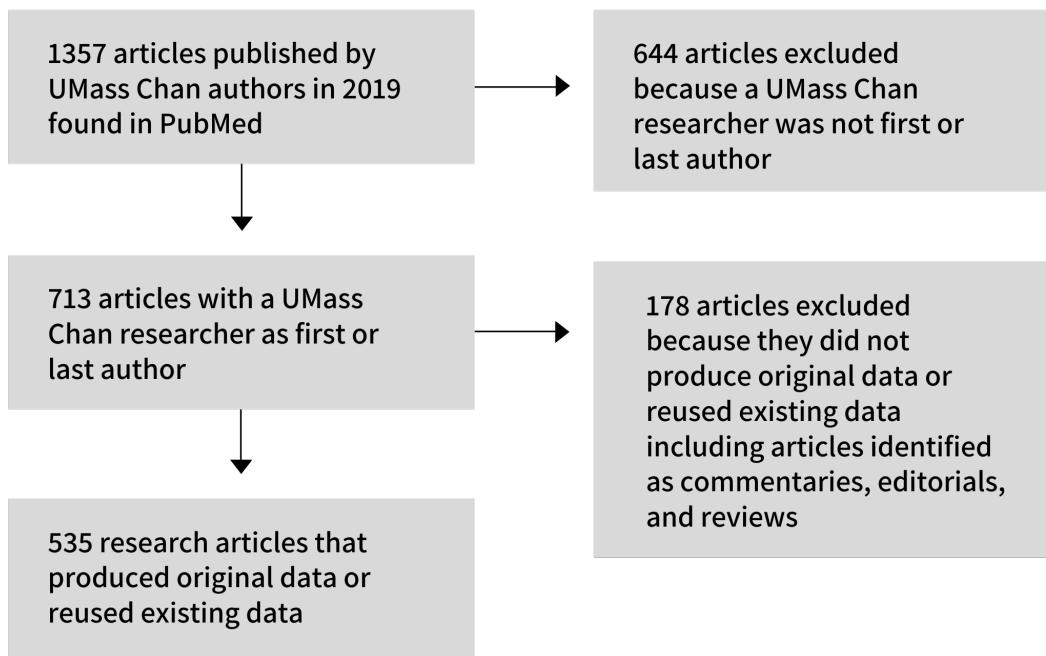 1357 articles published by
UMass Chan authors in 2019
found in PubMed
644 articles excluded
because a UMass Chan
researcher was not first or
last author
713 articles with a UMass
Chan researcher as first or
last author
178 articles excluded
because they did not
produce original data or
reused existing data
including articles identified
as commentaries, editorials,
and reviews
535 research articles that
produced original data or
reused existing data